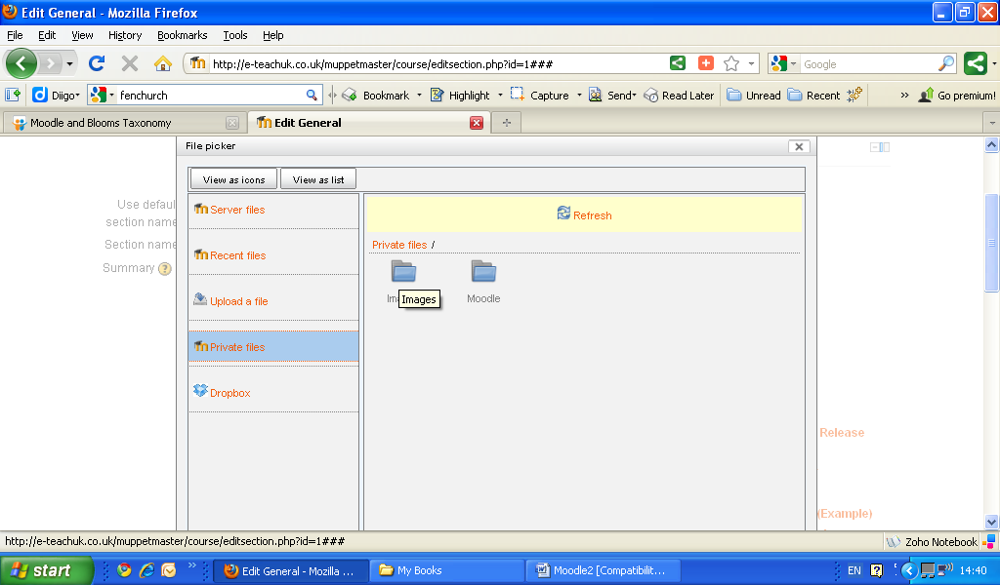 Edit General - Mozilla Firefox
File Edit View History Bookmarks Tools Help
http://e-teachuk.co.uk/muppetmaster/course/editsection.php?id=1### Google
Diigo fenchurch Bookmark Highlight Capture Send Read Later Unread Recent » Go premium!
Moodle and Blooms Taxonomy Edit General
File picker
View as icons View as list
Server files
Refresh
Use defaul
section name
Private files /
Section name
Recent files
Summary
Im Images Moodle
Upload a file
Private files
Dropbox
Release
(Example)
http://e-teachuk.co.uk/muppetmaster/course/editsection.php?id=1### Zoho Notebook
start » Edit General - Mozilla ... My Books Moodle2 [Compatibilit... EN 14:40